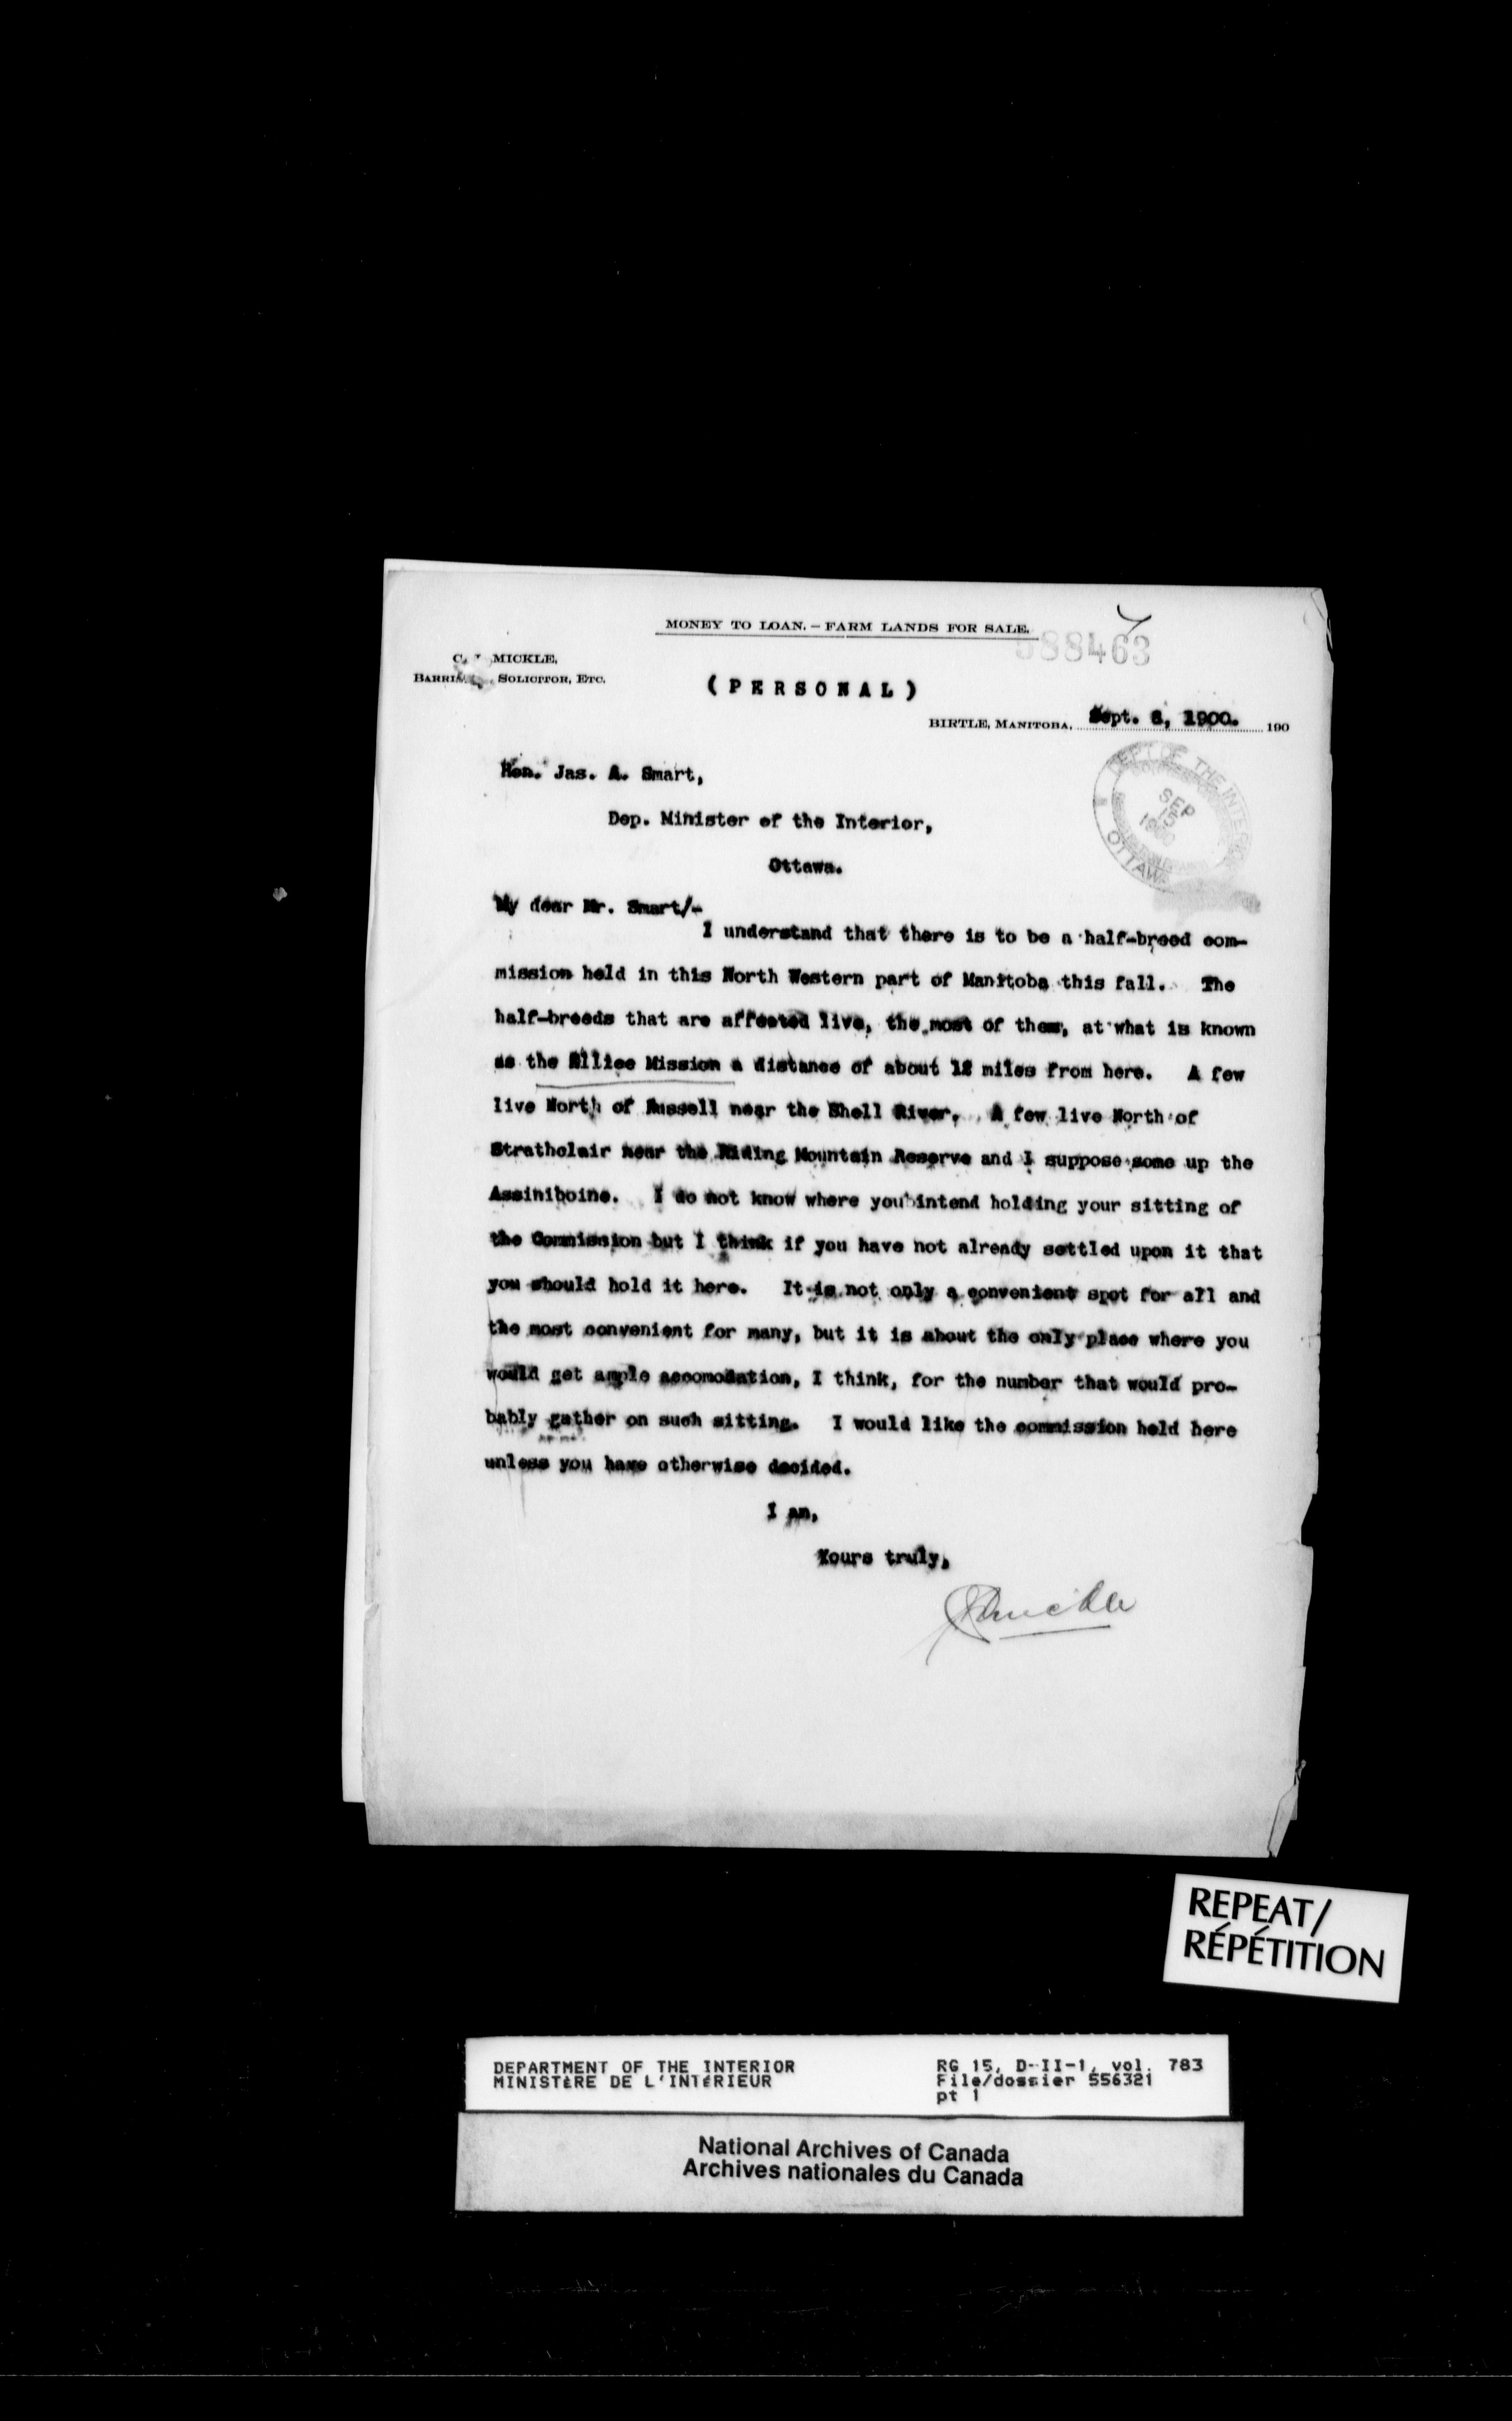 MONEY TO LOAN. – FARM LANDS FOR SALE.
588463
C. MICKLE,
SOLICITOR, ETC.
(PERSONAL)
BIRTLE, MANITOBA, Sept. 8, 1900. 190
Hon. Jas. A. Smart,
Dep. Minister of the Interior,
Ottawa.
DEPT OF THE INTERIOR
SEP
15
1900
OTTAWA
My dear Mr. Smart/-
I understand that there is to be a half-breed com-
mission held in this North Western part of Manitoba this fall. The
half-breeds that are affected live, the most of them, at what is known
as the Ellice Mission a distance of about 12 miles from here. A few
live North of Russell near the Shell River. A few live North of
Strathclair near the Riding Mountain Reserve and I suppose some up the
Assiniboine. I do not know where you intend holding your sitting of
the Commission but I think if you have not already settled upon it that
you should hold it here. It is not only a convenient spot for all and
the most convenient for many, but it is about the only place where you
would get ample accomodation, I think, for the number that would pro-
bably gather on such sitting. I would like the commission held here
unless you have otherwise decided.
I am,
Yours truly,
Mickle
REPEAT/
RÉPÉTITION
DEPARTMENT OF THE INTERIOR
MINISTÈRE DE L'INTÉRIEUR
RG 15, D-II-1, vol. 783
File/dossier 556321
pt 1
National Archives of Canada
Archives nationales du Canada